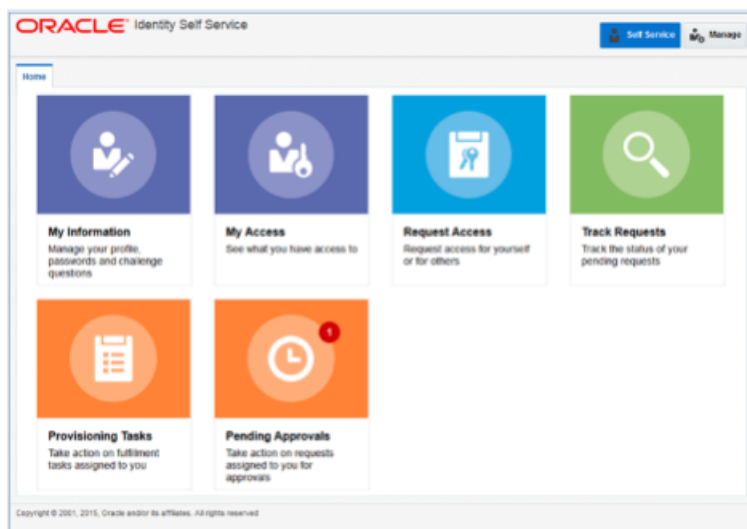 ORACLE® Identity Self Service
Self Service
Manage
Home
My Information
Manage your profile,
passwords and challenge
questions
My Access
See what you have access to
Request Access
Request access for yourself
or for others
Track Requests
Track the status of your
pending requests
1
Provisioning Tasks
Take action on fulfilment
tasks assigned to you
Pending Approvals
Take action on requests
assigned to you for
approvals
Copyright © 2001, 2015, Oracle and/or its affiliates. All rights reserved